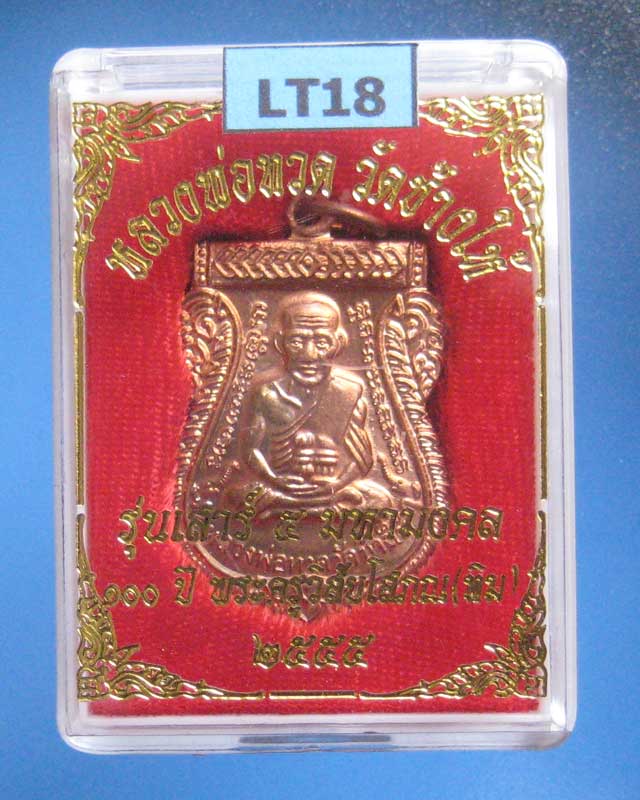 LT18
หลวงพ่อทวด วัดช้างให้
รุ่นเสาร์ ๕ มหามงคล
๑๐๐ ปี พระครูวิสัยโสภณ(ทิม)
๒๕๕๕